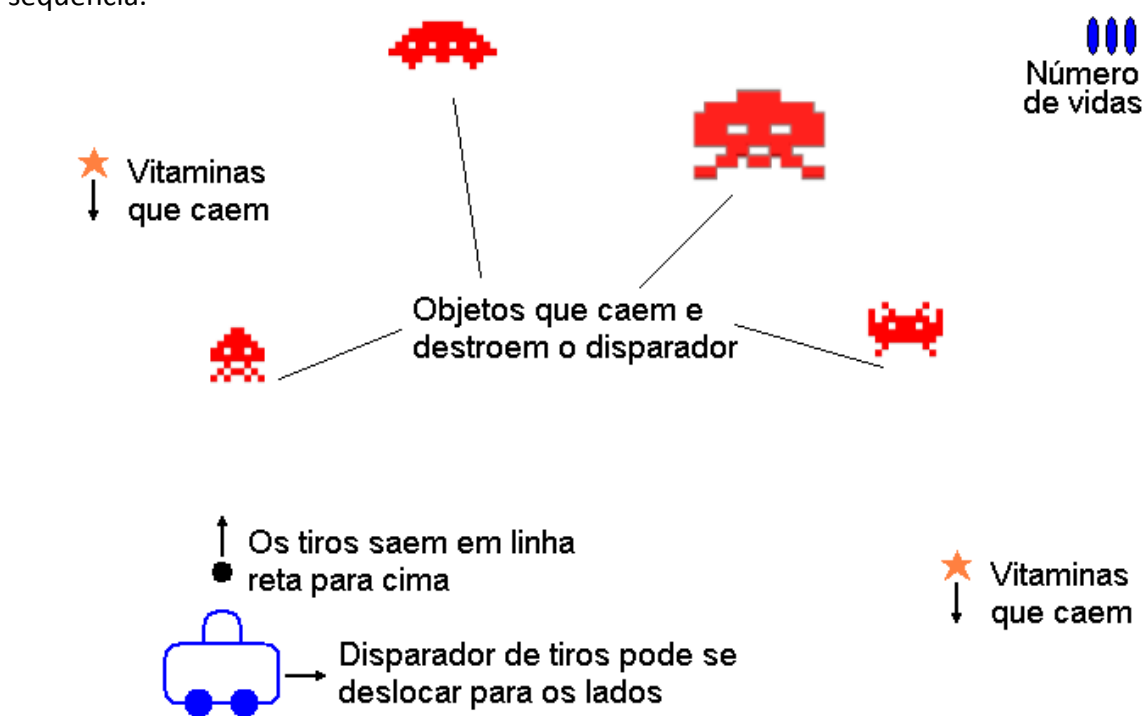 sequência.
Número
de vidas
Vitaminas
que caem
Objetos que caem e
destroem o disparador
Os tiros saem em linha
reta para cima
Vitaminas
que caem
Disparador de tiros pode se
deslocar para os lados